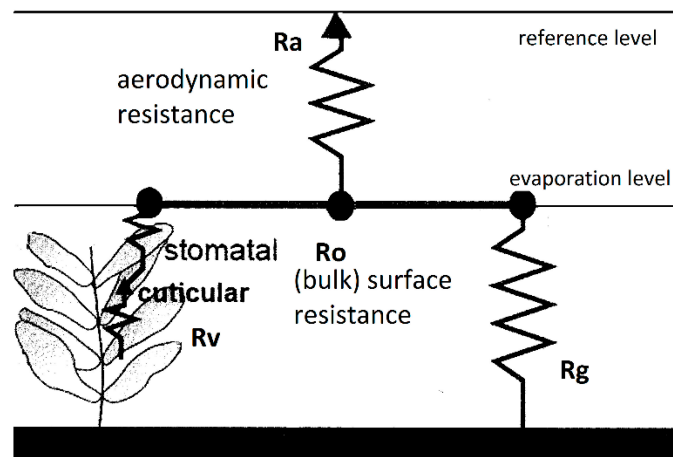 Ra
reference level
aerodynamic
resistance
evaporation level
stomatal
cuticular
Rv
Ro
(bulk) surface
resistance
Rg